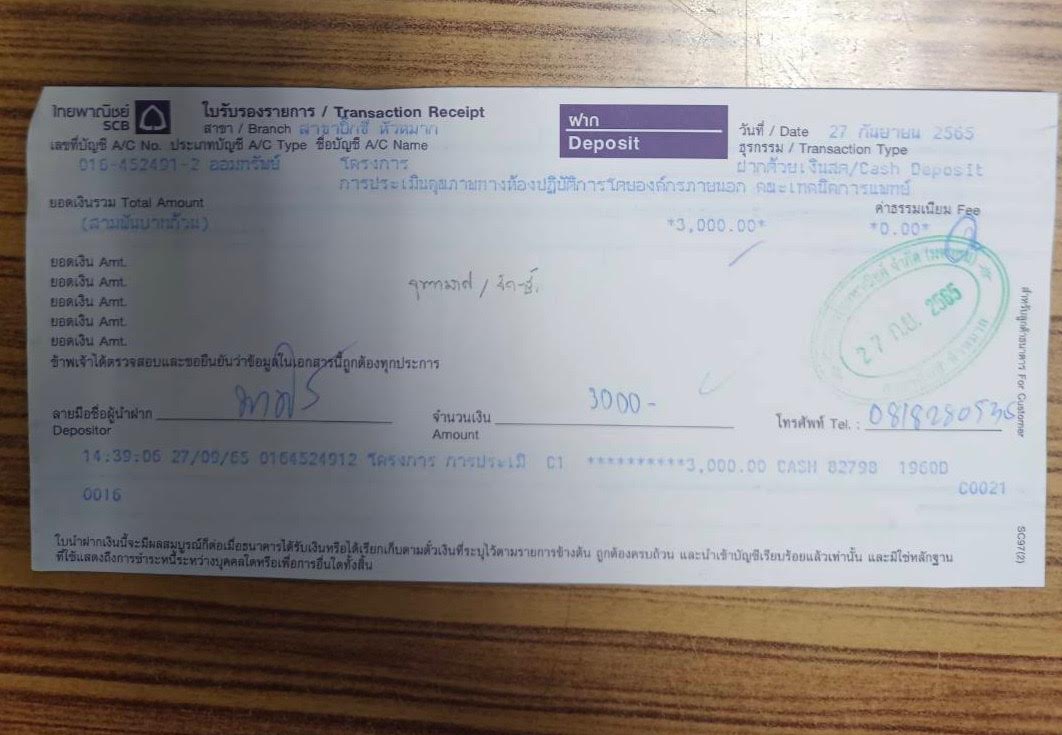 ไทยพาณิชย์ SCB ใบรับรองรายการ / Transaction Receipt
ฝาก Deposit
สาขา / Branch สาขาบิ๊กซี หัวหมาก
วันที่ / Date 27 กันยายน 2565
เลขที่บัญชี A/C No. ประเภทบัญชี A/C Type ชื่อบัญชี A/C Name
ธุรกรรม / Transaction Type
016-452491-2 ออมทรัพย์ โครงการ
ฝากด้วยเงินสด/Cash Deposit
การประเมินคุณภาพทางห้องปฏิบัติการโดยองค์กรภายนอก คณะเทคนิคการแพทย์
ยอดเงินรวม Total Amount ค่าธรรมเนียม Fee
(สามพันบาทถ้วน) *3,000.00* *0.00*
ยอดเงิน Amt.
ยอดเงิน Amt.
ยอดเงิน Amt.
ยอดเงิน Amt.
ยอดเงิน Amt.
27 ก.ย. 2565
ข้าพเจ้าได้ตรวจสอบและขอยืนยันว่าข้อมูลในเอกสารนี้ถูกต้องทุกประการ
ลายมือชื่อผู้นำฝาก จำนวนเงิน 3000- โทรศัพท์ Tel. :
Depositor Amount
14:39:06 27/09/65 0164524912 โครงการ การประเมิ C1 **********3,000.00 CASH 82798 1960D
0016 C0021
ใบนำฝากเงินนี้จะมีผลสมบูรณ์ก็ต่อเมื่อธนาคารได้รับเงินหรือได้เรียกเก็บตามตั๋วเงินที่ระบุไว้ตามรายการข้างต้น ถูกต้องครบถ้วน และนำเข้าบัญชีเรียบร้อยแล้วเท่านั้น และมิใช่หลักฐาน
ที่ใช้แสดงถึงการชำระหนี้ระหว่างบุคคลใดหรือเพื่อการอื่นใดทั้งสิ้น
สำหรับลูกค้าธนาคาร For Customer
SC97(2)